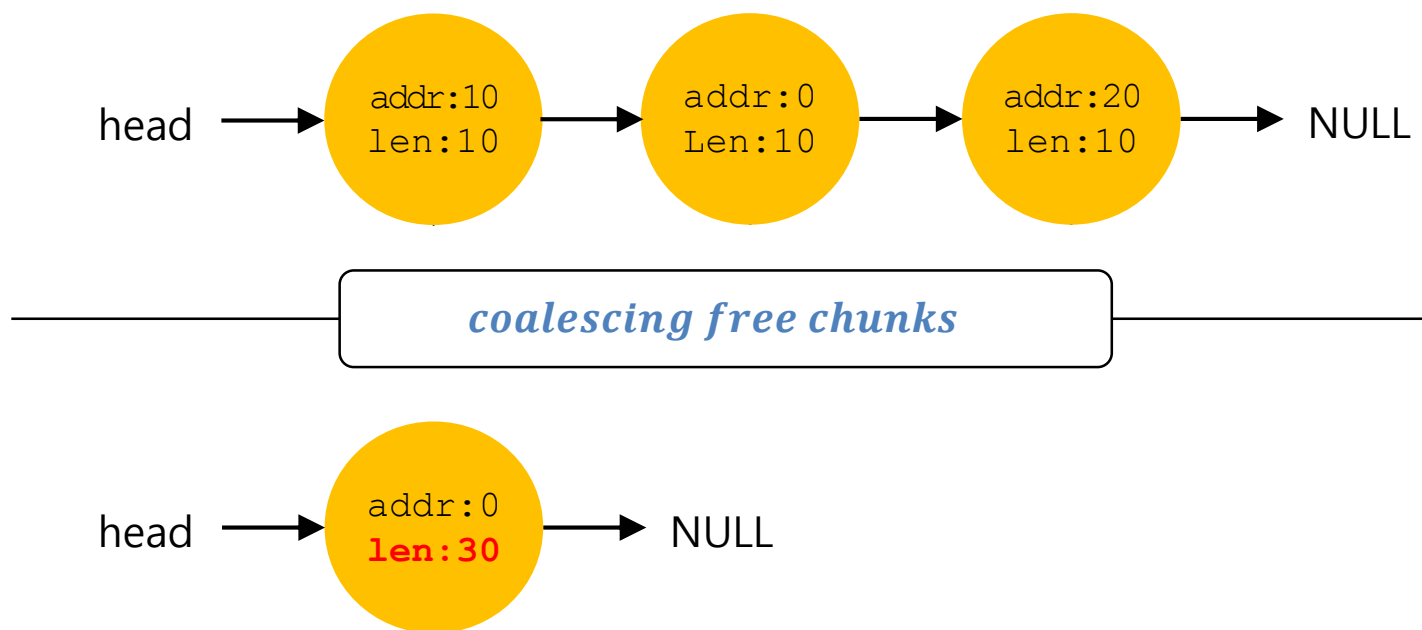 head
addr:10
len:10
addr:0
Len:10
addr:20
len:10
NULL
coalescing free chunks
head
addr:0
len:30
NULL